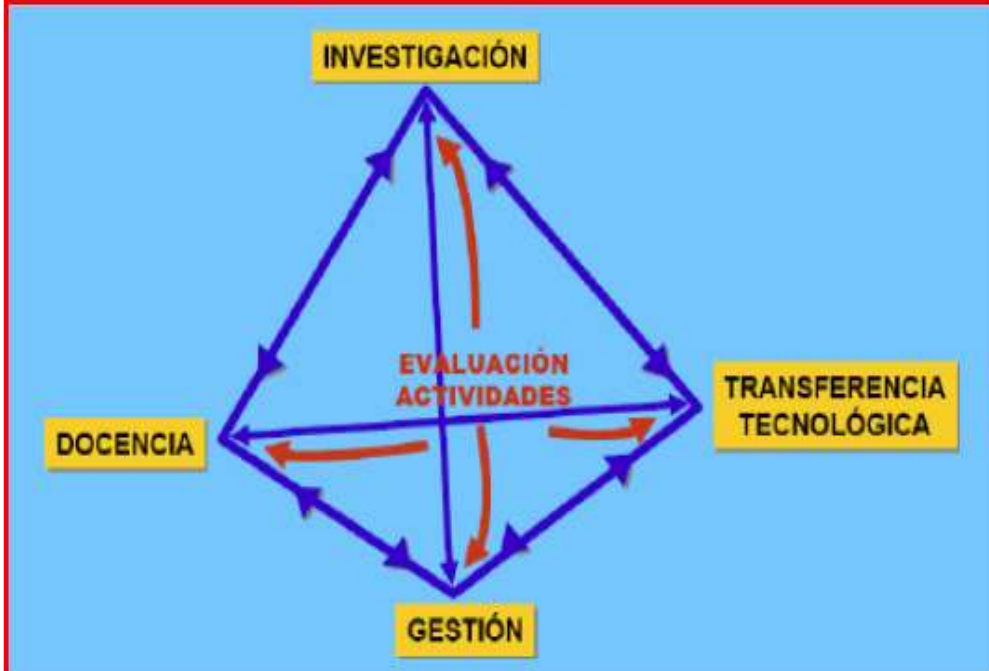 INVESTIGACIÓN
EVALUACIÓN
ACTIVIDADES
TRANSFERENCIA
TECNOLÓGICA
DOCENCIA
GESTIÓN